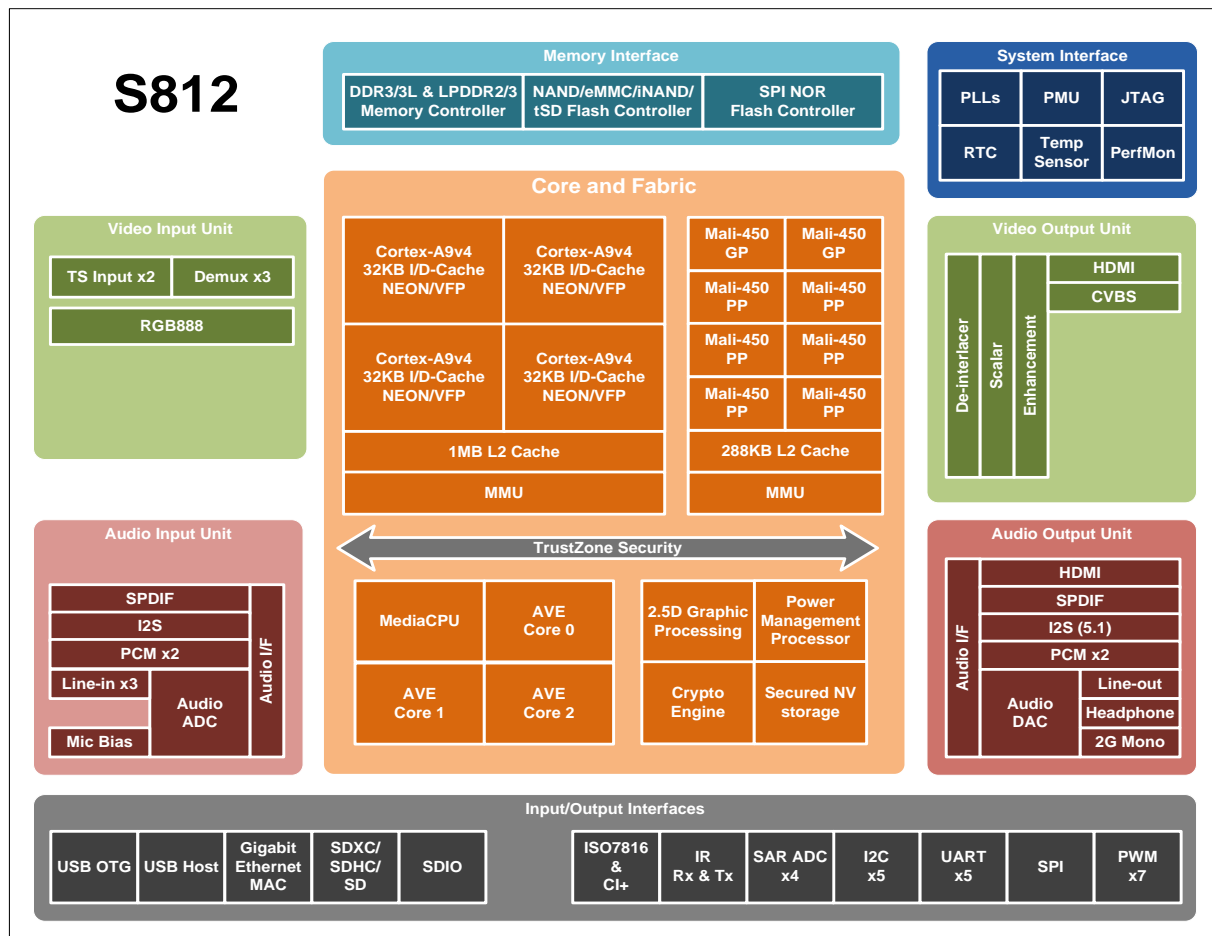 S812
Memory Interface
DDR3/3L & LPDDR2/3
Memory Controller
NAND/eMMC/iNAND/
tSD Flash Controller
SPI NOR
Flash Controller
System Interface
PLLs
PMU
JTAG
RTC
Temp
Sensor
PerfMon
Video Input Unit
TS Input x2
Demux x3
RGB888
Core and Fabric
Cortex-A9v4
32KB I/D-Cache
NEON/VFP
Cortex-A9v4
32KB I/D-Cache
NEON/VFP
Cortex-A9v4
32KB I/D-Cache
NEON/VFP
Cortex-A9v4
32KB I/D-Cache
NEON/VFP
1MB L2 Cache
MMU
Mali-450
GP
Mali-450
GP
Mali-450
PP
Mali-450
PP
Mali-450
PP
Mali-450
PP
Mali-450
PP
Mali-450
PP
288KB L2 Cache
MMU
TrustZone Security
MediaCPU
AVE
Core 0
AVE
Core 1
AVE
Core 2
2.5D Graphic
Processing
Power
Management
Processor
Crypto
Engine
Secured NV
storage
Video Output Unit
De-interlacer
Scalar
Enhancement
HDMI
CVBS
Audio Input Unit
SPDIF
I2S
PCM x2
Line-in x3
Audio
ADC
Mic Bias
Audio I/F
Audio Output Unit
Audio I/F
HDMI
SPDIF
I2S (5.1)
PCM x2
Audio
DAC
Line-out
Headphone
2G Mono
Input/Output Interfaces
USB OTG
USB Host
Gigabit
Ethernet
MAC
SDXC/
SDHC/
SD
SDIO
ISO7816
&
CI+
IR
Rx & Tx
SAR ADC
x4
I2C
x5
UART
x5
SPI
PWM
x7